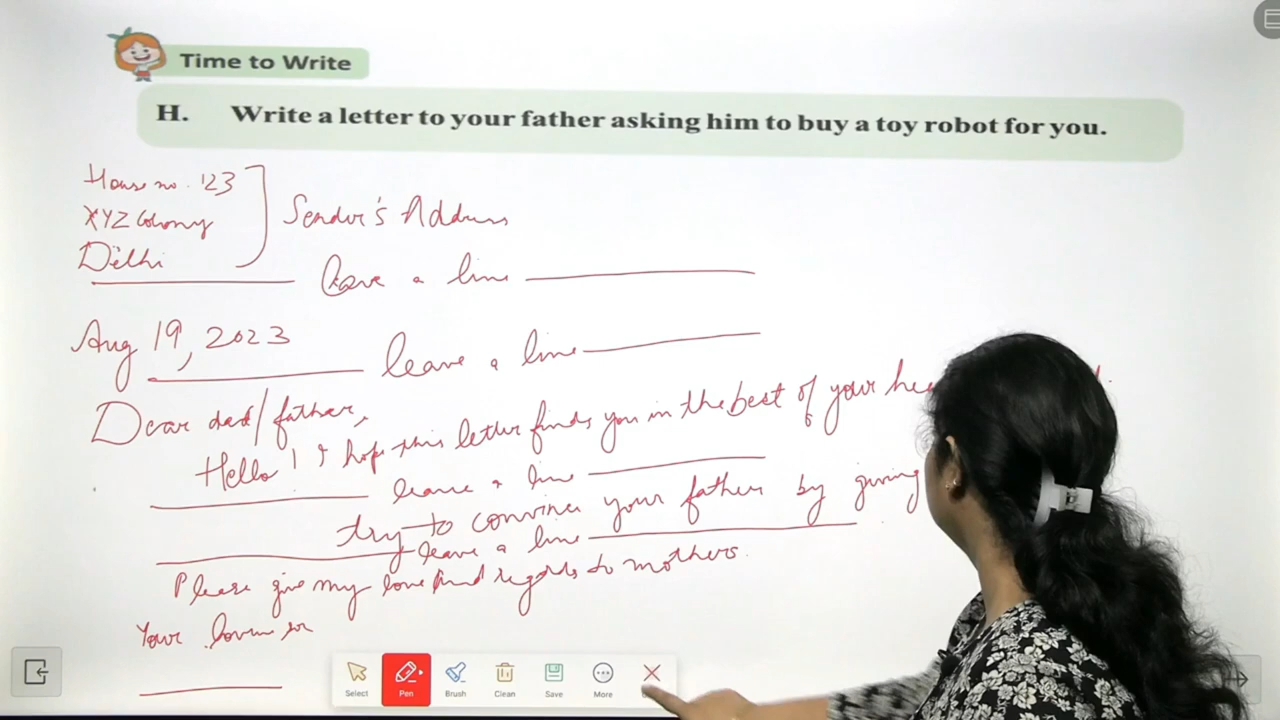 Time to Write
H. Write a letter to your father asking him to buy a toy robot for you.
House no. 123
XYZ Colony
Delhi
Sender's Address
leave a line
Aug 19, 2023
leave a line
Dear dad/father,
Hello! I hope this letter finds you in the best of your
leave a line
try to convince your father by giving
leave a line
Please give my love and regards to mothers.
Your
Select
Pen
Brush
Clean
Save
More